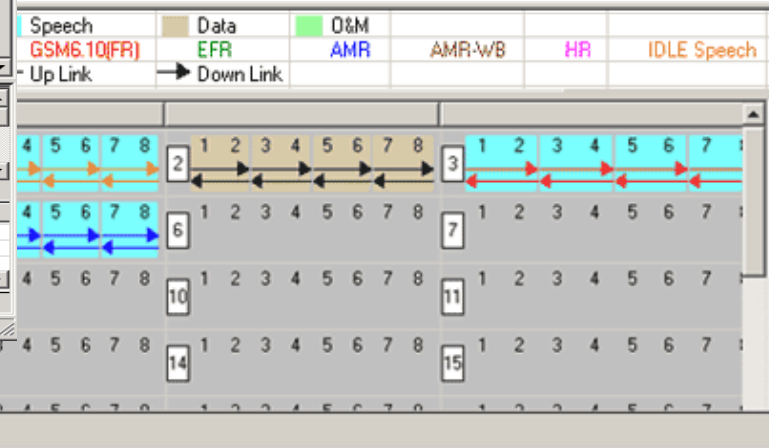 Speech Data O&M
GSM6.10(FR) EFR AMR AMR-WB HR IDLE Speech
Up Link Down Link
4 5 6 7 8 2 1 2 3 4 5 6 7 8 3 1 2 3 4 5 6 7
4 5 6 7 8 6 1 2 3 4 5 6 7 8 7 1 2 3 4 5 6 7
4 5 6 7 8 10 1 2 3 4 5 6 7 8 11 1 2 3 4 5 6 7
4 5 6 7 8 14 1 2 3 4 5 6 7 8 15 1 2 3 4 5 6 7